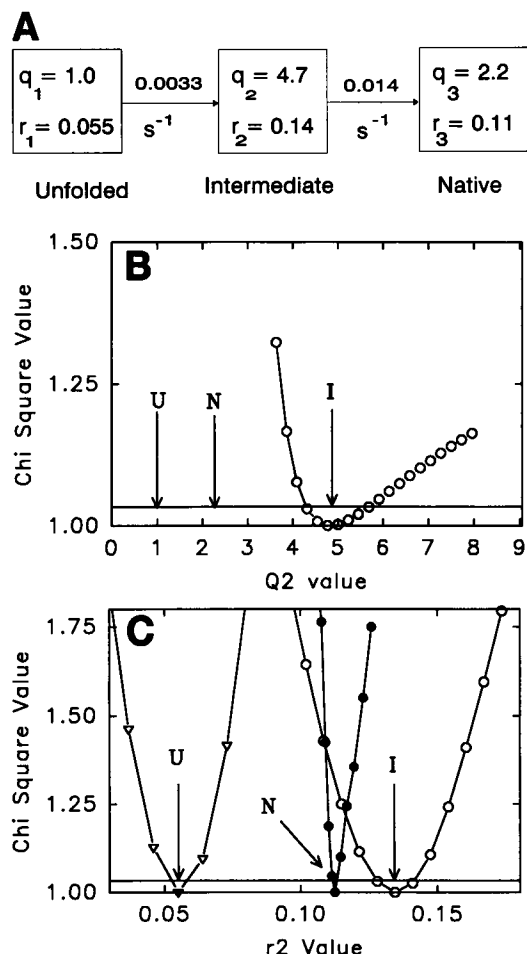 A
q1 = 1.0
r1 = 0.055
0.0033
s-1
q2 = 4.7
r2 = 0.14
0.014
s-1
q3 = 2.2
r3 = 0.11
Unfolded
Intermediate
Native
B
Chi Square Value
1.50
1.25
1.00
U
N
I
0 1 2 3 4 5 6 7 8 9
Q2 value
C
Chi Square Value
1.75
1.50
1.25
1.00
U
N
I
0.05 0.10 0.15
r2 Value